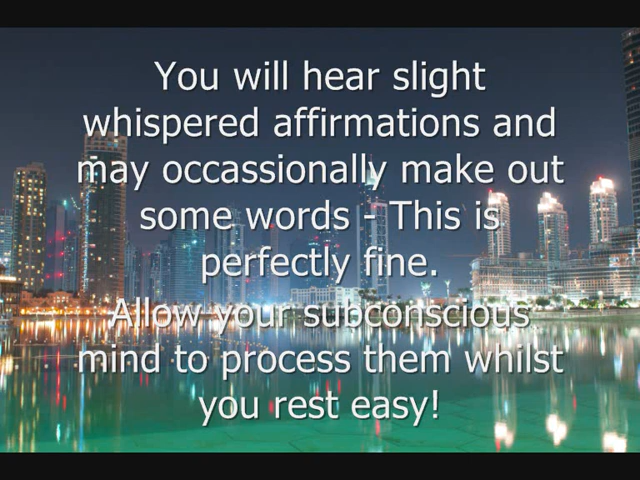 You will hear slight
whispered affirmations and
may occassionally make out
some words - This is
perfectly fine.
Allow your subconscious
mind to process them whilst
you rest easy!